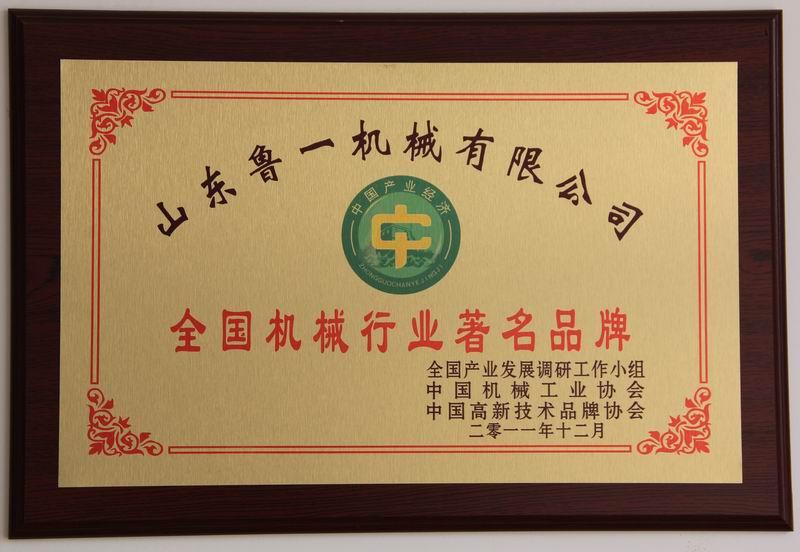 山东鲁一机械有限公司
中国产业经济
ZHONGGUOCHANYEJINGJI
全国机械行业著名品牌
全国产业发展调研工作小组
中国机械工业协会
中国高新技术品牌协会
二零一一年十二月